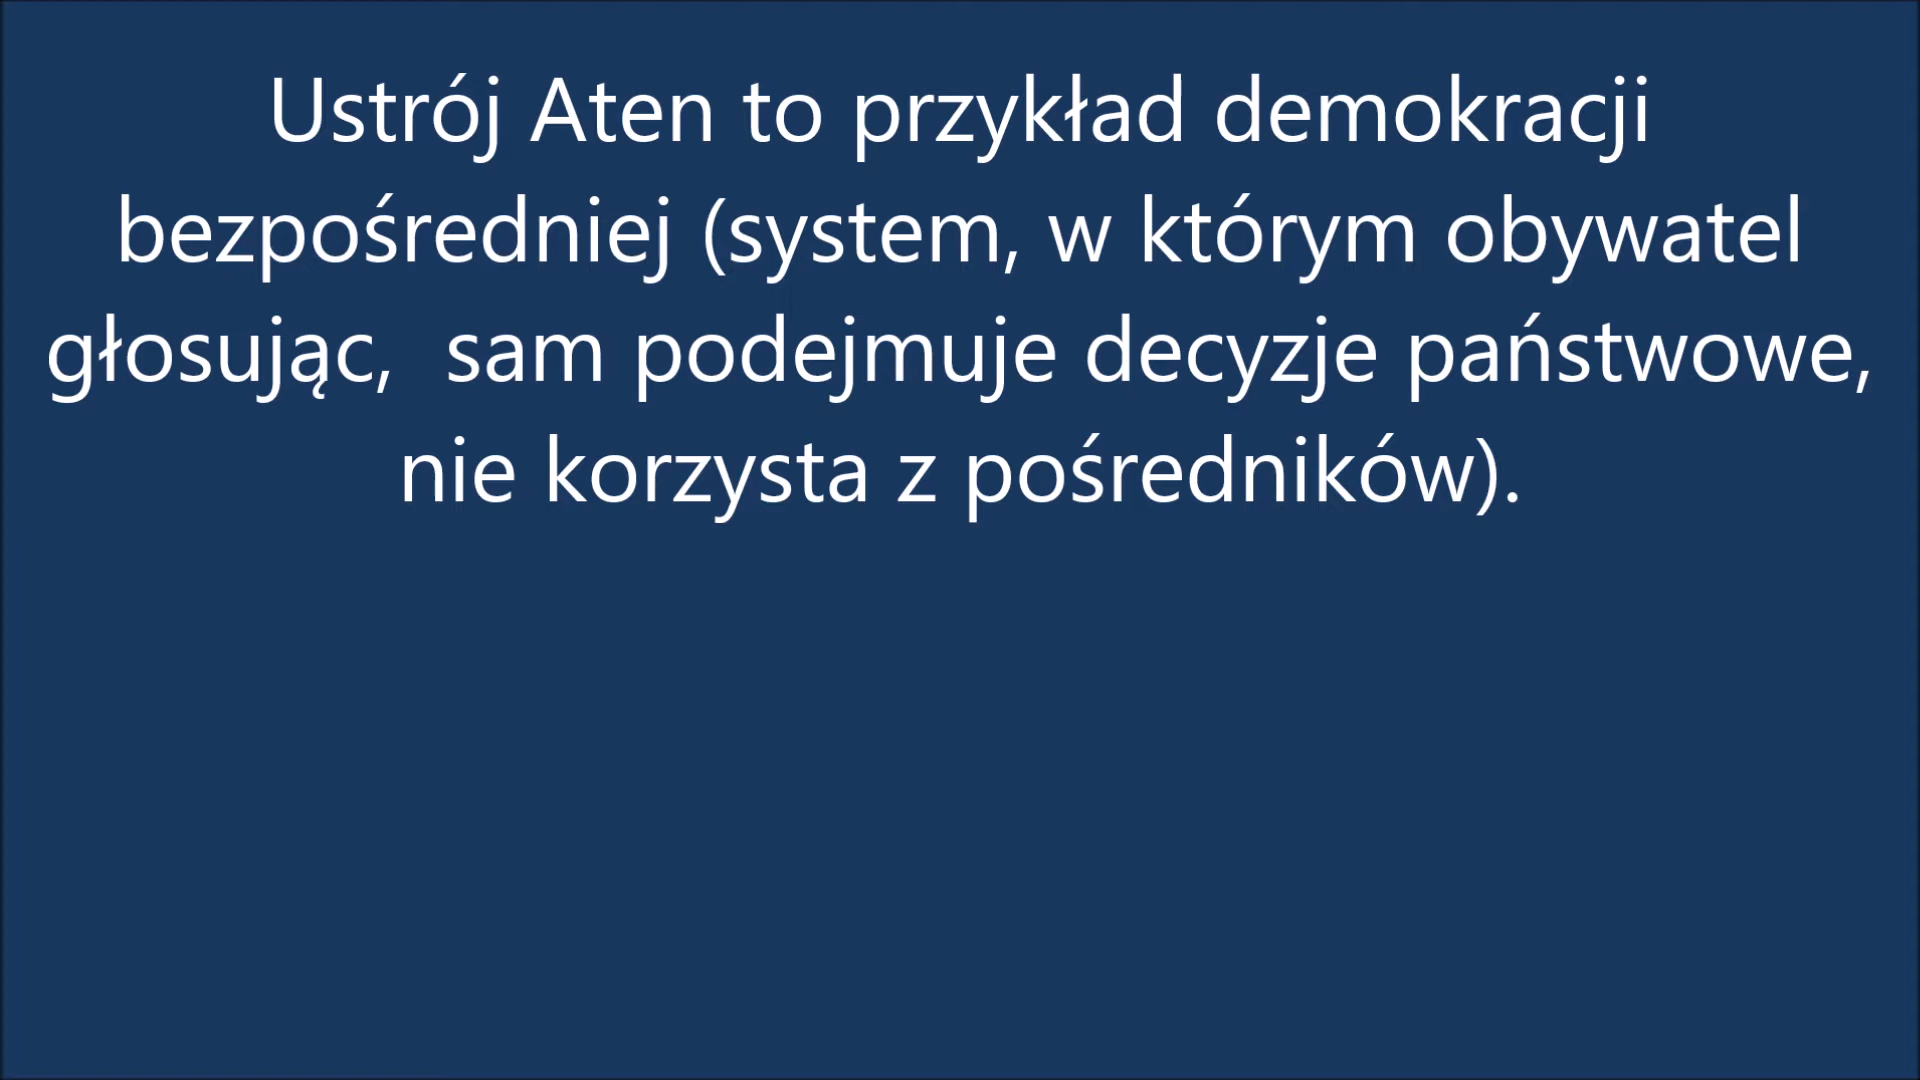 Ustrój Aten to przykład demokracji
bezpośredniej (system, w którym obywatel
głosując,  sam podejmuje decyzje państwowe,
nie korzysta z pośredników).